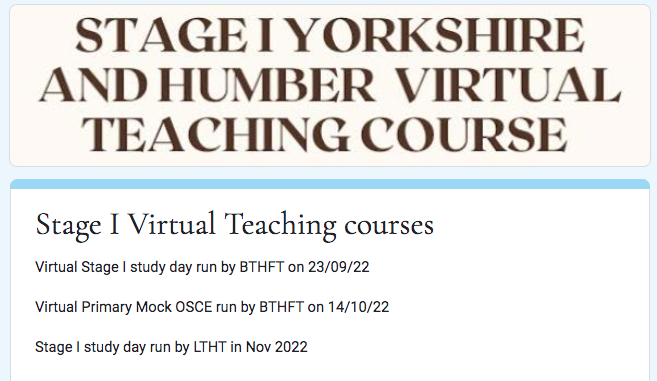 STAGE I YORKSHIRE
AND HUMBER VIRTUAL
TEACHING COURSE
Stage I Virtual Teaching courses
Virtual Stage I study day run by BTHFT on 23/09/22
Virtual Primary Mock OSCE run by BTHFT on 14/10/22
Stage I study day run by LTHT in Nov 2022